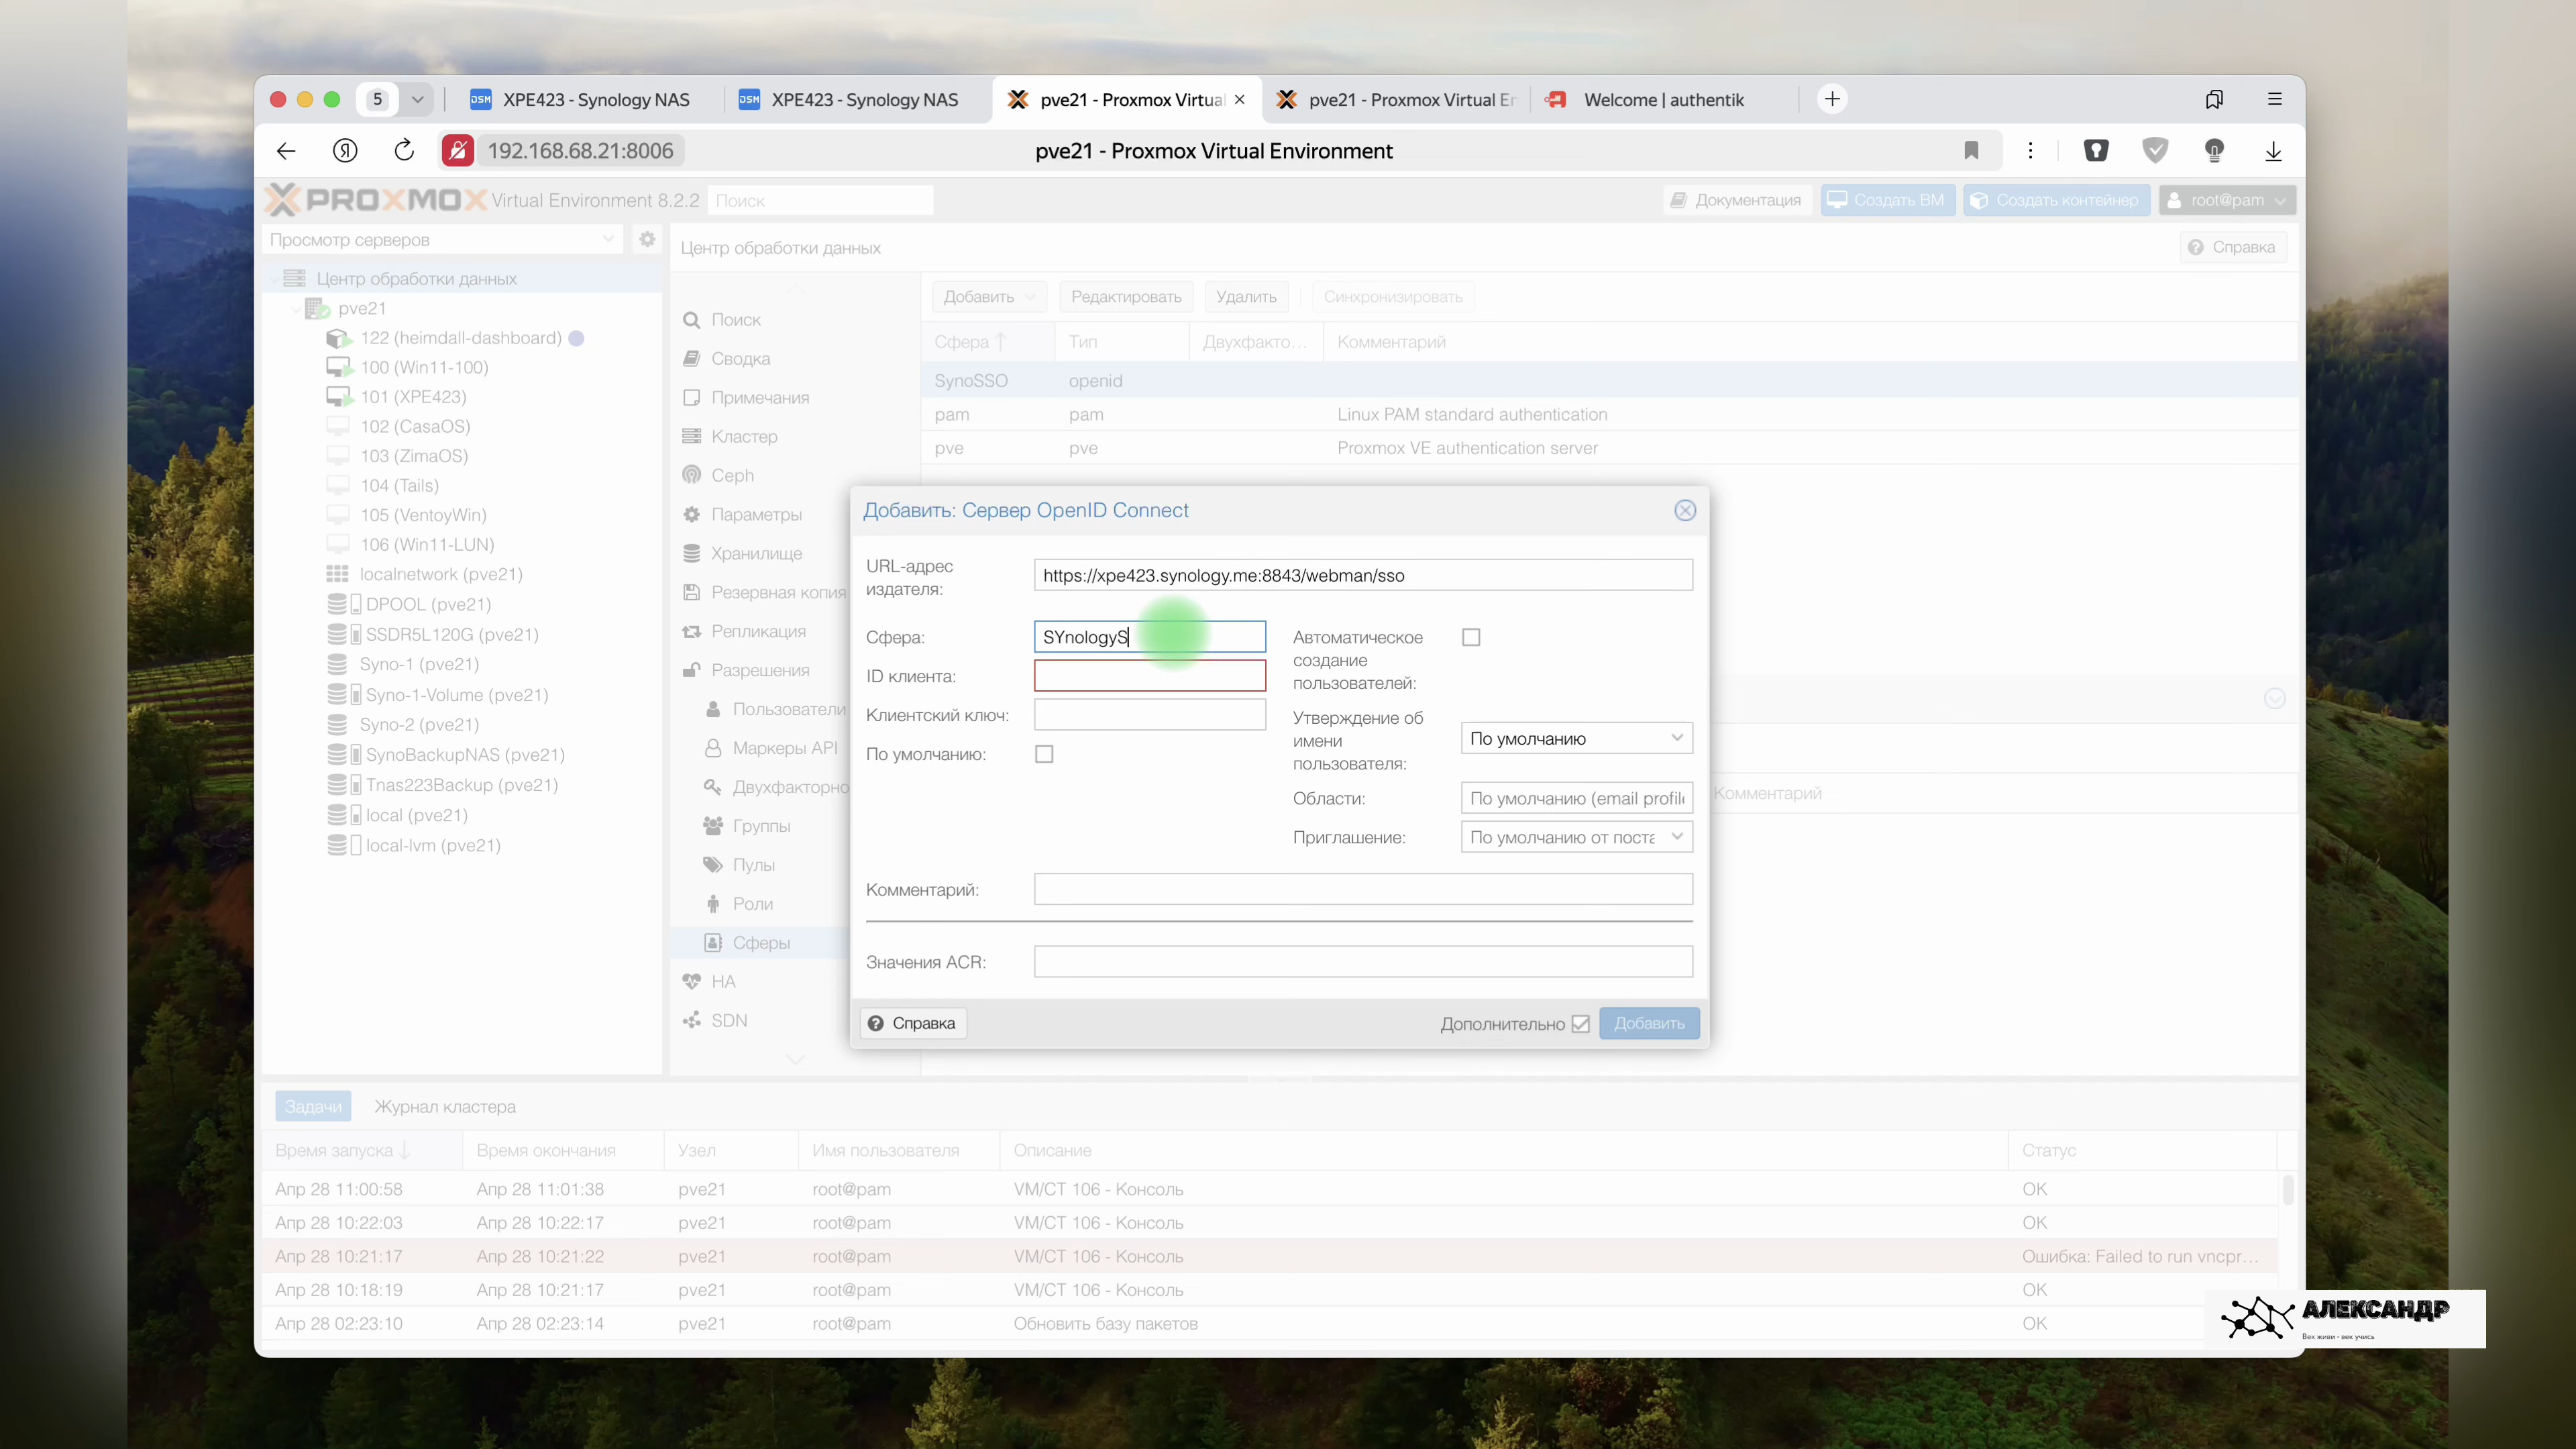 5
XPE423 - Synology NAS
XPE423 - Synology NAS
pve21 - Proxmox Virtual
pve21 - Proxmox Virtual En
Welcome | authentik
192.168.68.21:8006
pve21 - Proxmox Virtual Environment
PROXMOX Virtual Environment 8.2.2
Поиск
Документация
Создать ВМ
Создать контейнер
root@pam
Просмотр серверов
Центр обработки данных
Справка
Центр обработки данных
pve21
122 (heimdall-dashboard)
100 (Win11-100)
101 (XPE423)
102 (CasaOS)
103 (ZimaOS)
104 (Tails)
105 (VentoyWin)
106 (Win11-LUN)
localnetwork (pve21)
DPOOL (pve21)
SSDR5L120G (pve21)
Syno-1 (pve21)
Syno-1-Volume (pve21)
Syno-2 (pve21)
SynoBackupNAS (pve21)
Tnas223Backup (pve21)
local (pve21)
local-lvm (pve21)
Поиск
Сводка
Примечания
Кластер
Ceph
Параметры
Хранилище
Резервная копия
Репликация
Разрешения
Пользователи
Маркеры API
Двухфакторно
Группы
Пулы
Роли
Сферы
HA
SDN
Добавить
Редактировать
Удалить
Синхронизировать
Сфера
Тип
Двухфакто...
Комментарий
SynoSSO
openid
pam
pam
Linux PAM standard authentication
pve
pve
Proxmox VE authentication server
Комментарий
Добавить: Сервер OpenID Connect
URL-адрес
издателя:
https://xpe423.synology.me:8843/webman/sso
Сфера:
SYnologyS
ID клиента:
Клиентский ключ:
По умолчанию:
Автоматическое
создание
пользователей:
Утверждение об
имени
пользователя:
По умолчанию
Области:
По умолчанию (email profile
Приглашение:
По умолчанию от поста
Комментарий:
Значения ACR:
Справка
Дополнительно
Добавить
Задачи
Журнал кластера
Время запуска
Время окончания
Узел
Имя пользователя
Описание
Статус
Апр 28 11:00:58
Апр 28 11:01:38
pve21
root@pam
VM/CT 106 - Консоль
OK
Апр 28 10:22:03
Апр 28 10:22:17
pve21
root@pam
VM/CT 106 - Консоль
OK
Апр 28 10:21:17
Апр 28 10:21:22
pve21
root@pam
VM/CT 106 - Консоль
Ошибка: Failed to run vncpr...
Апр 28 10:18:19
Апр 28 10:21:17
pve21
root@pam
VM/CT 106 - Консоль
OK
Апр 28 02:23:10
Апр 28 02:23:14
pve21
root@pam
Обновить базу пакетов
OK
АЛЕКСАНДР
Век живи - век учись